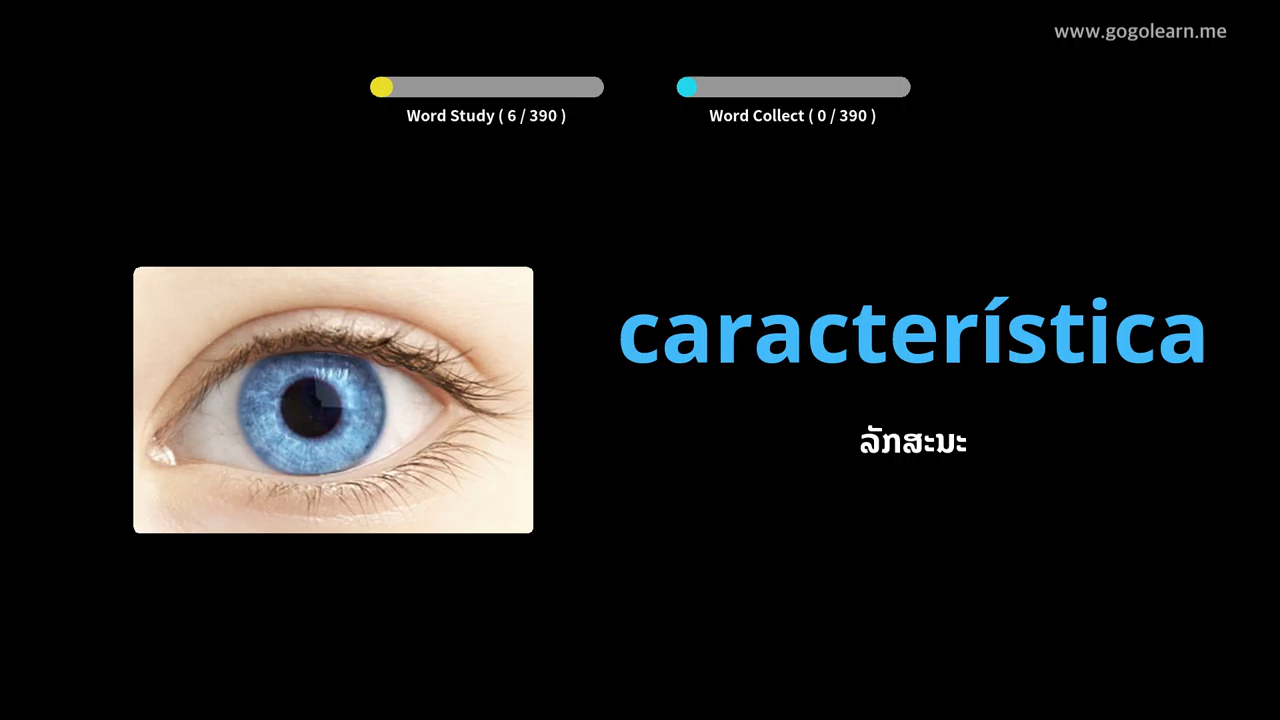 www.gogolearn.me
Word Study ( 6 / 390 )
Word Collect ( 0 / 390 )
característica
ລັກສະນະ